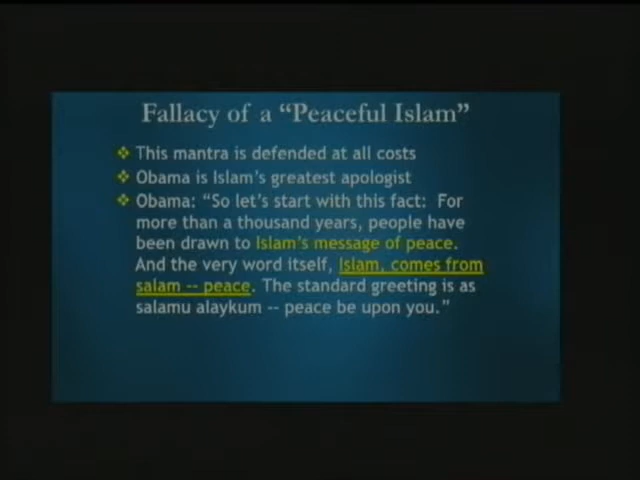 Fallacy of a “Peaceful Islam”
❖ This mantra is defended at all costs
❖ Obama is Islam’s greatest apologist
❖ Obama: “So let’s start with this fact: For
more than a thousand years, people have
been drawn to Islam’s message of peace.
And the very word itself, Islam, comes from
salam -- peace. The standard greeting is as
salamu alaykum -- peace be upon you.”